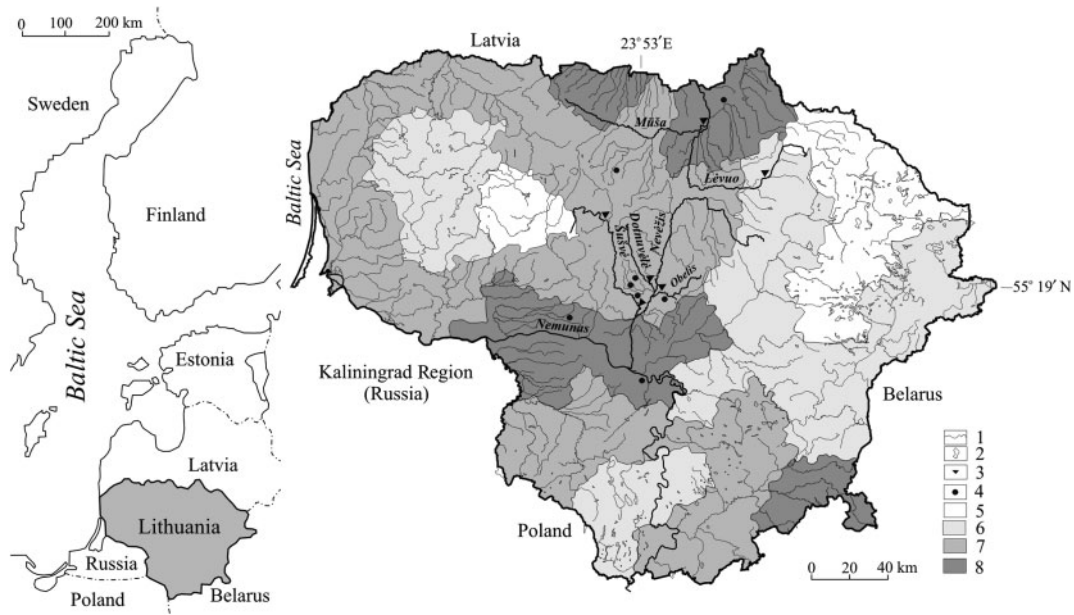 0 100 200 km
Sweden
Finland
Baltic Sea
Estonia
Latvia
Lithuania
Russia
Poland
Belarus
Latvia
23° 53′ E
Baltic Sea
Mūša
Lėvuo
Šušvė
Dotnuvėlė
Nevėžis
Obelis
55° 19′ N
Nemunas
Kaliningrad Region
(Russia)
Belarus
Poland
1
2
3
4
5
6
7
8
0 20 40 km